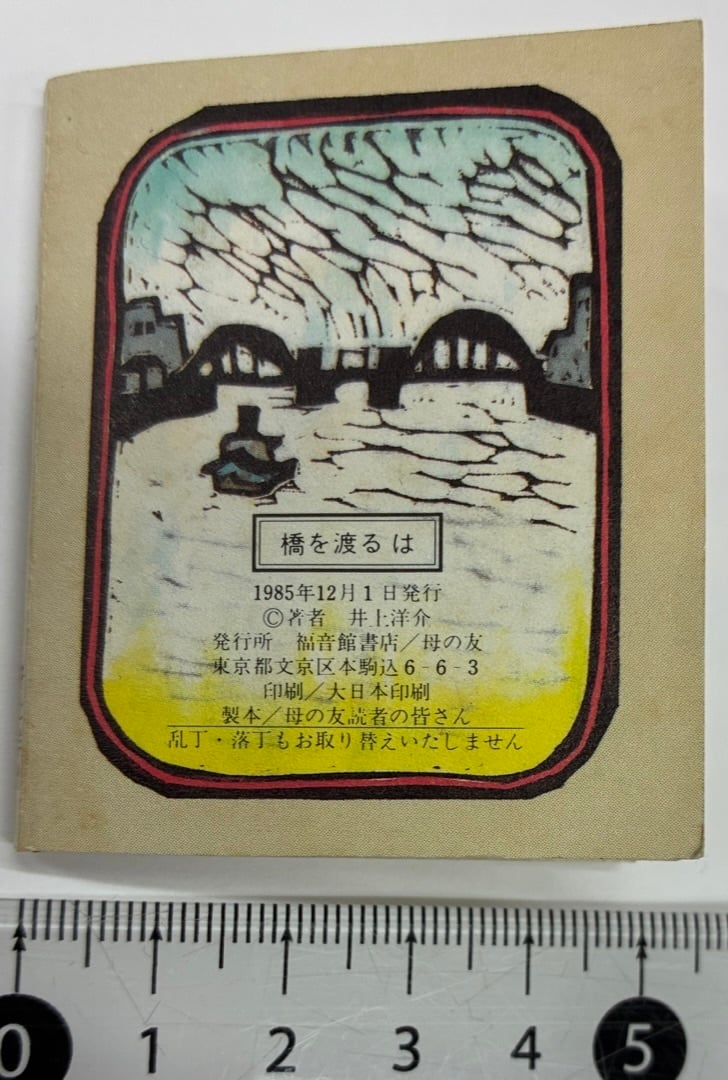 橋を渡る は
1985年12月1日発行
©著者 井上洋介
発行所 福音館書店/母の友
東京都文京区本駒込6-6-3
印刷/大日本印刷
製本/母の友読者の皆さん
乱丁・落丁もお取り替えいたしません
0 1 2 3 4 5